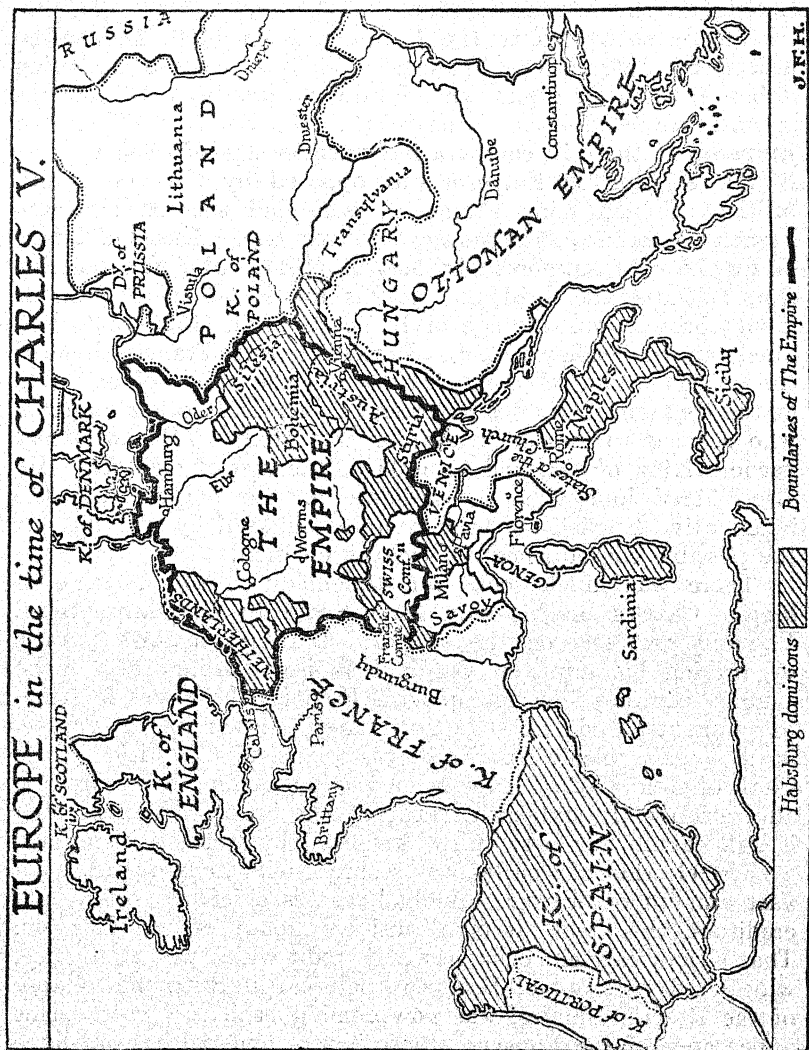 EUROPE in the time of CHARLES V.
K. of SCOTLAND
Ireland
K. of
ENGLAND
K. of DENMARK
RUSSIA
Dnieper
Lithuania
Dy. of
PRUSSIA
Vistula
POLAND
K. of
POLAND
Hamburg
Elbe
Oder
NETHERLANDS
Cologne
THE
EMPIRE
Worms
Bohemia
Silesia
Austria
Vienna
Styria
Calais
Paris
Brittany
K. of FRANCE
Burgundy
Franche
Comté
SWISS
Confn
Savoy
Milan
Pavia
VENICE
GENOA
Florence
States of the Church
Rome
Naples
Sicily
Sardinia
HUNGARY
Transylvania
Dniester
Danube
OTTOMAN EMPIRE
Constantinople
K. of
SPAIN
K. of PORTUGAL
Habsburg dominions
Boundaries of The Empire
J.F.H.